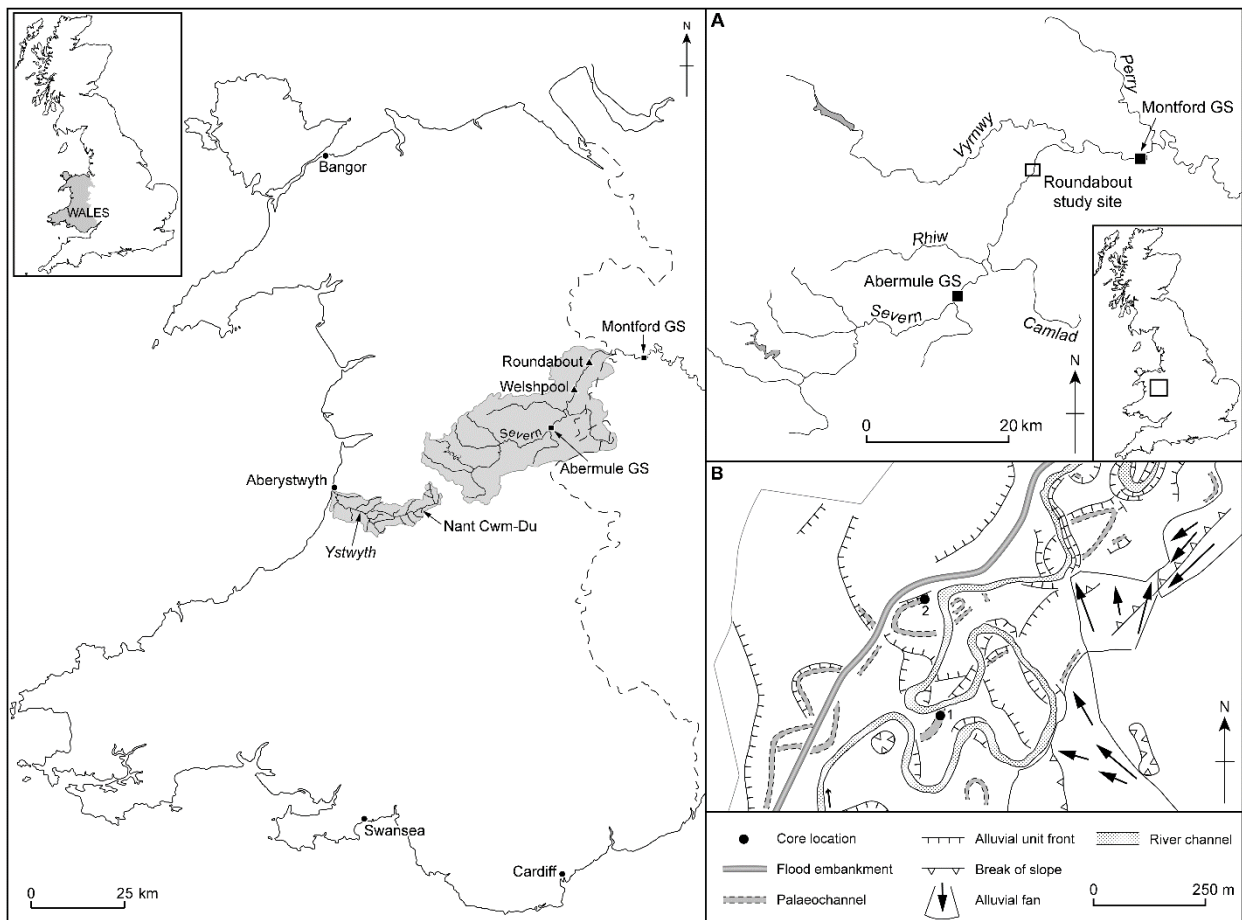 N
WALES
Bangor
Montford GS
Roundabout
Welshpool
Severn
Abermule GS
Aberystwyth
Nant Cwm-Du
Ystwyth
Swansea
Cardiff
0
25 km
A
Perry
Montford GS
Vyrnwy
Roundabout
study site
Rhiw
Abermule GS
Severn
Camlad
N
0
20 km
B
2
1
N
Core location
Alluvial unit front
River channel
Flood embankment
Break of slope
Palaeochannel
Alluvial fan
0
250 m